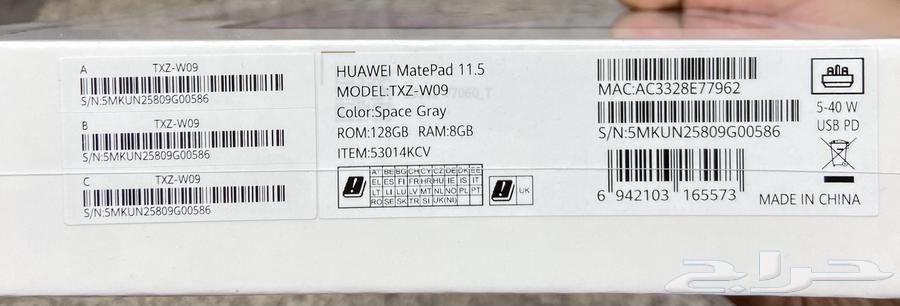 A TXZ-W09
S/N:5MKUN25809G00586
B TXZ-W09
S/N:5MKUN25809G00586
C TXZ-W09
S/N:5MKUN25809G00586
HUAWEI MatePad 11.5
MODEL:TXZ-W09
Color:Space Gray
ROM:128GB RAM:8GB
ITEM:53014KCV
AT BE BG CH CY CZ DE DK EE
EL ES FI FR HR HU IE IS IT
LT LI LU LV MT NL NO PL PT
RO SE SK TR SI UK(NI)
UK
MAC:AC3328E77962
S/N:5MKUN25809G00586
6 942103 165573
5-40 W
USB PD
MADE IN CHINA
حراج